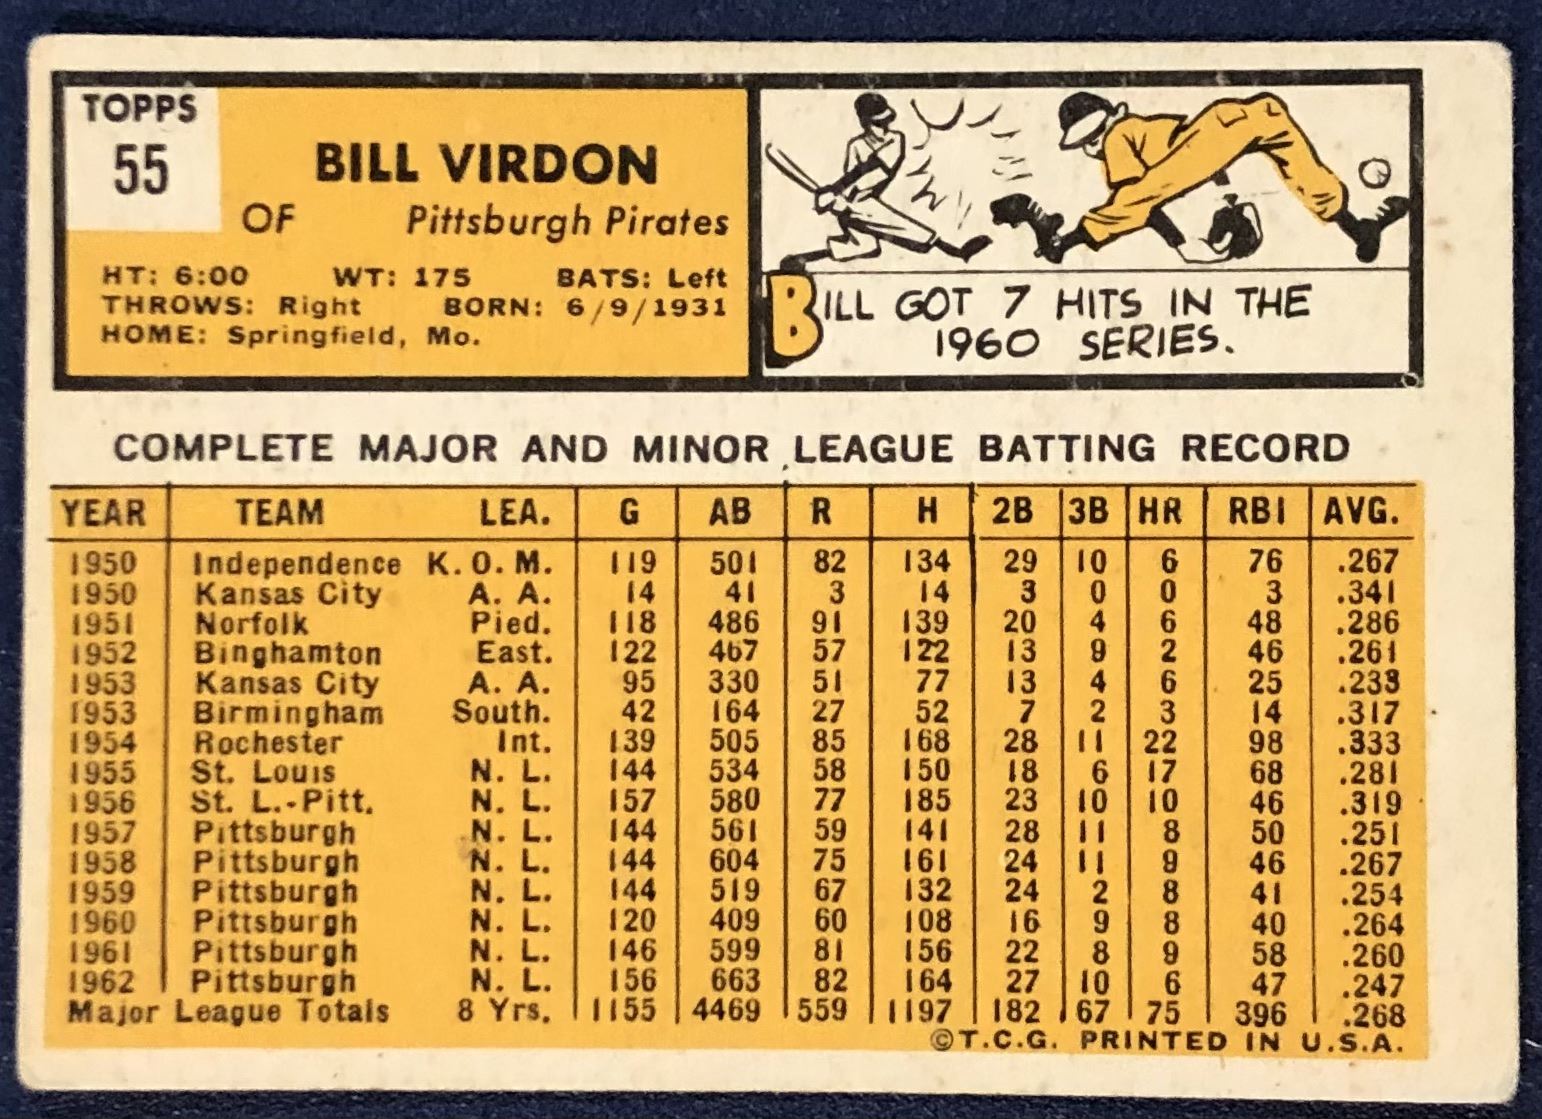 TOPPS
55
BILL VIRDON
OF Pittsburgh Pirates
HT: 6:00 WT: 175 BATS: Left
THROWS: Right BORN: 6/9/1931
HOME: Springfield, Mo.
BILL GOT 7 HITS IN THE
1960 SERIES.
COMPLETE MAJOR AND MINOR LEAGUE BATTING RECORD
YEAR TEAM LEA. G AB R H 2B 3B HR RBI AVG.
1950 Independence K. O. M. 119 501 82 134 29 10 6 76 .267
1950 Kansas City A. A. 14 41 3 14 3 0 0 3 .341
1951 Norfolk Pied. 118 486 91 139 20 4 6 48 .286
1952 Binghamton East. 122 467 57 122 13 9 2 46 .261
1953 Kansas City A. A. 95 330 51 77 13 4 6 25 .233
1953 Birmingham South. 42 164 27 52 7 2 3 14 .317
1954 Rochester Int. 139 505 85 168 28 11 22 98 .333
1955 St. Louis N. L. 144 534 58 150 18 6 17 68 .281
1956 St. L.-Pitt. N. L. 157 580 77 185 23 10 10 46 .319
1957 Pittsburgh N. L. 144 561 59 141 28 11 8 50 .251
1958 Pittsburgh N. L. 144 604 75 161 24 11 9 46 .267
1959 Pittsburgh N. L. 144 519 67 132 24 2 8 41 .254
1960 Pittsburgh N. L. 120 409 60 108 16 9 8 40 .264
1961 Pittsburgh N. L. 146 599 81 156 22 8 9 58 .260
1962 Pittsburgh N. L. 156 663 82 164 27 10 6 47 .247
Major League Totals 8 Yrs. 1155 4469 559 1197 182 67 75 396 .268
©T.C.G. PRINTED IN U.S.A.